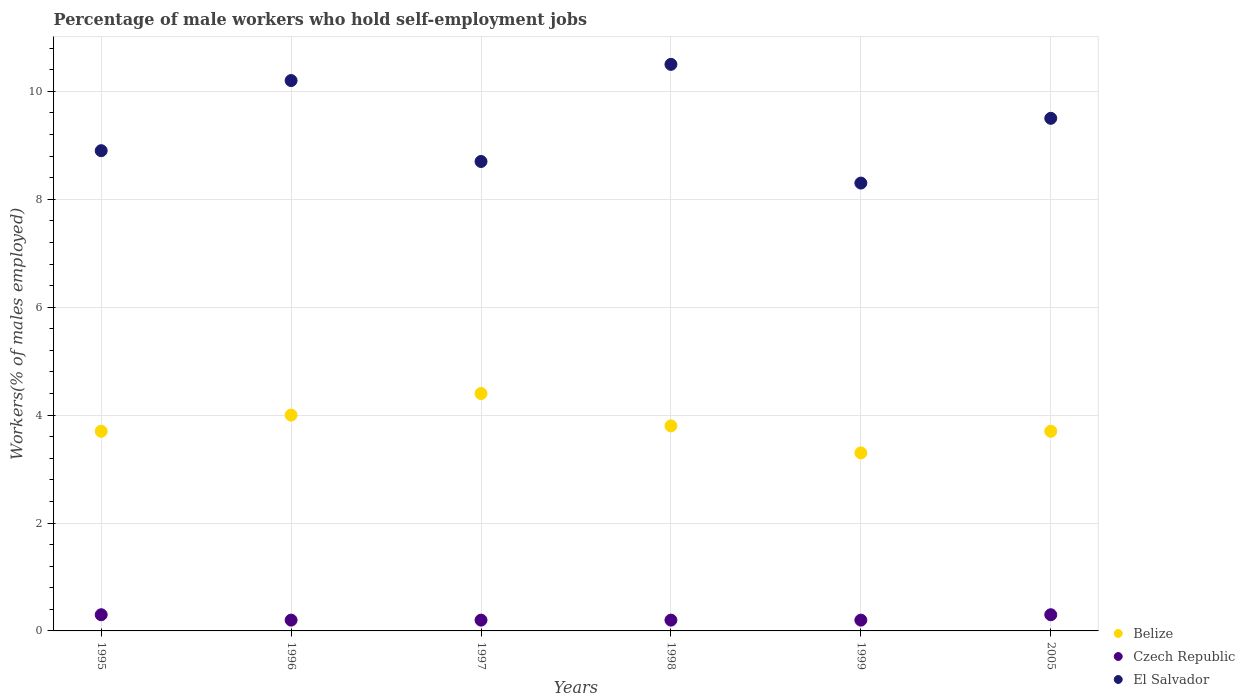 Percentage of male workers who hold self-employment jobs
Workers(% of males employed)
10
8
6
4
2
0
1995
1996
1997
1998
1999
2005
Years
Belize
Czech Republic
El Salvador